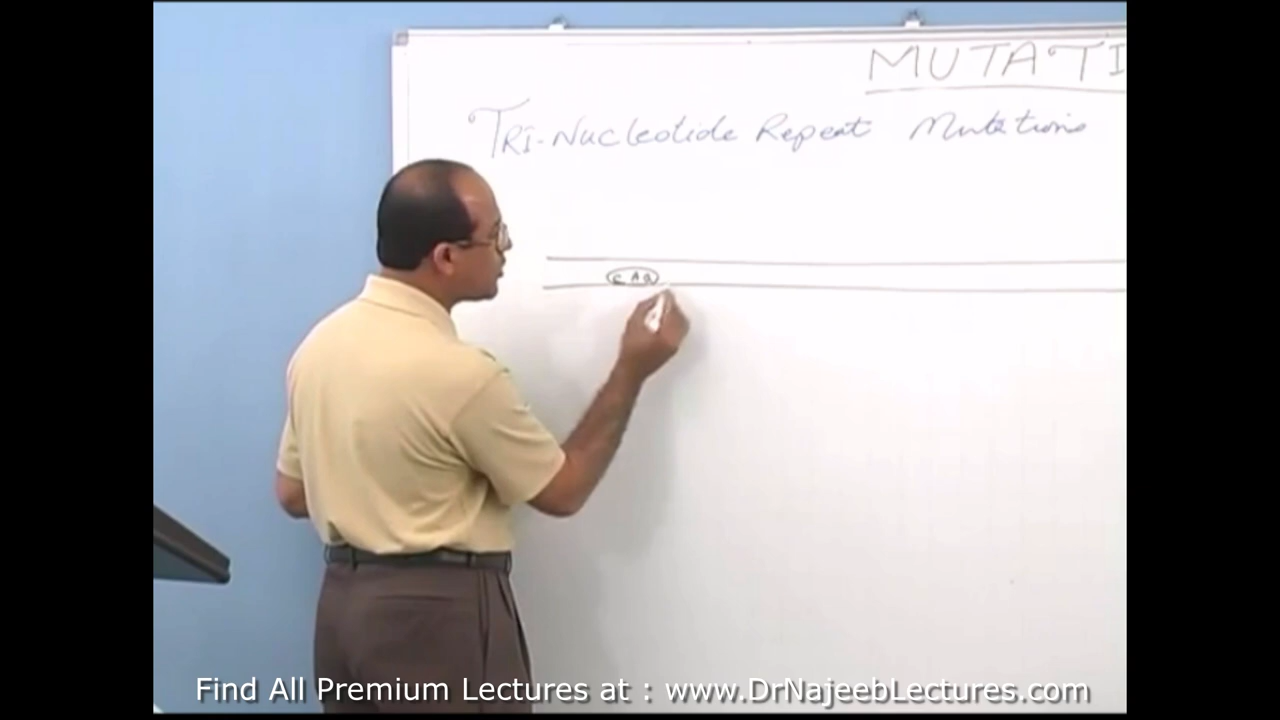 MUTATI
TRI-Nucleotide Repeat Mutations
CAG
Find All Premium Lectures at : www.DrNajeebLectures.com